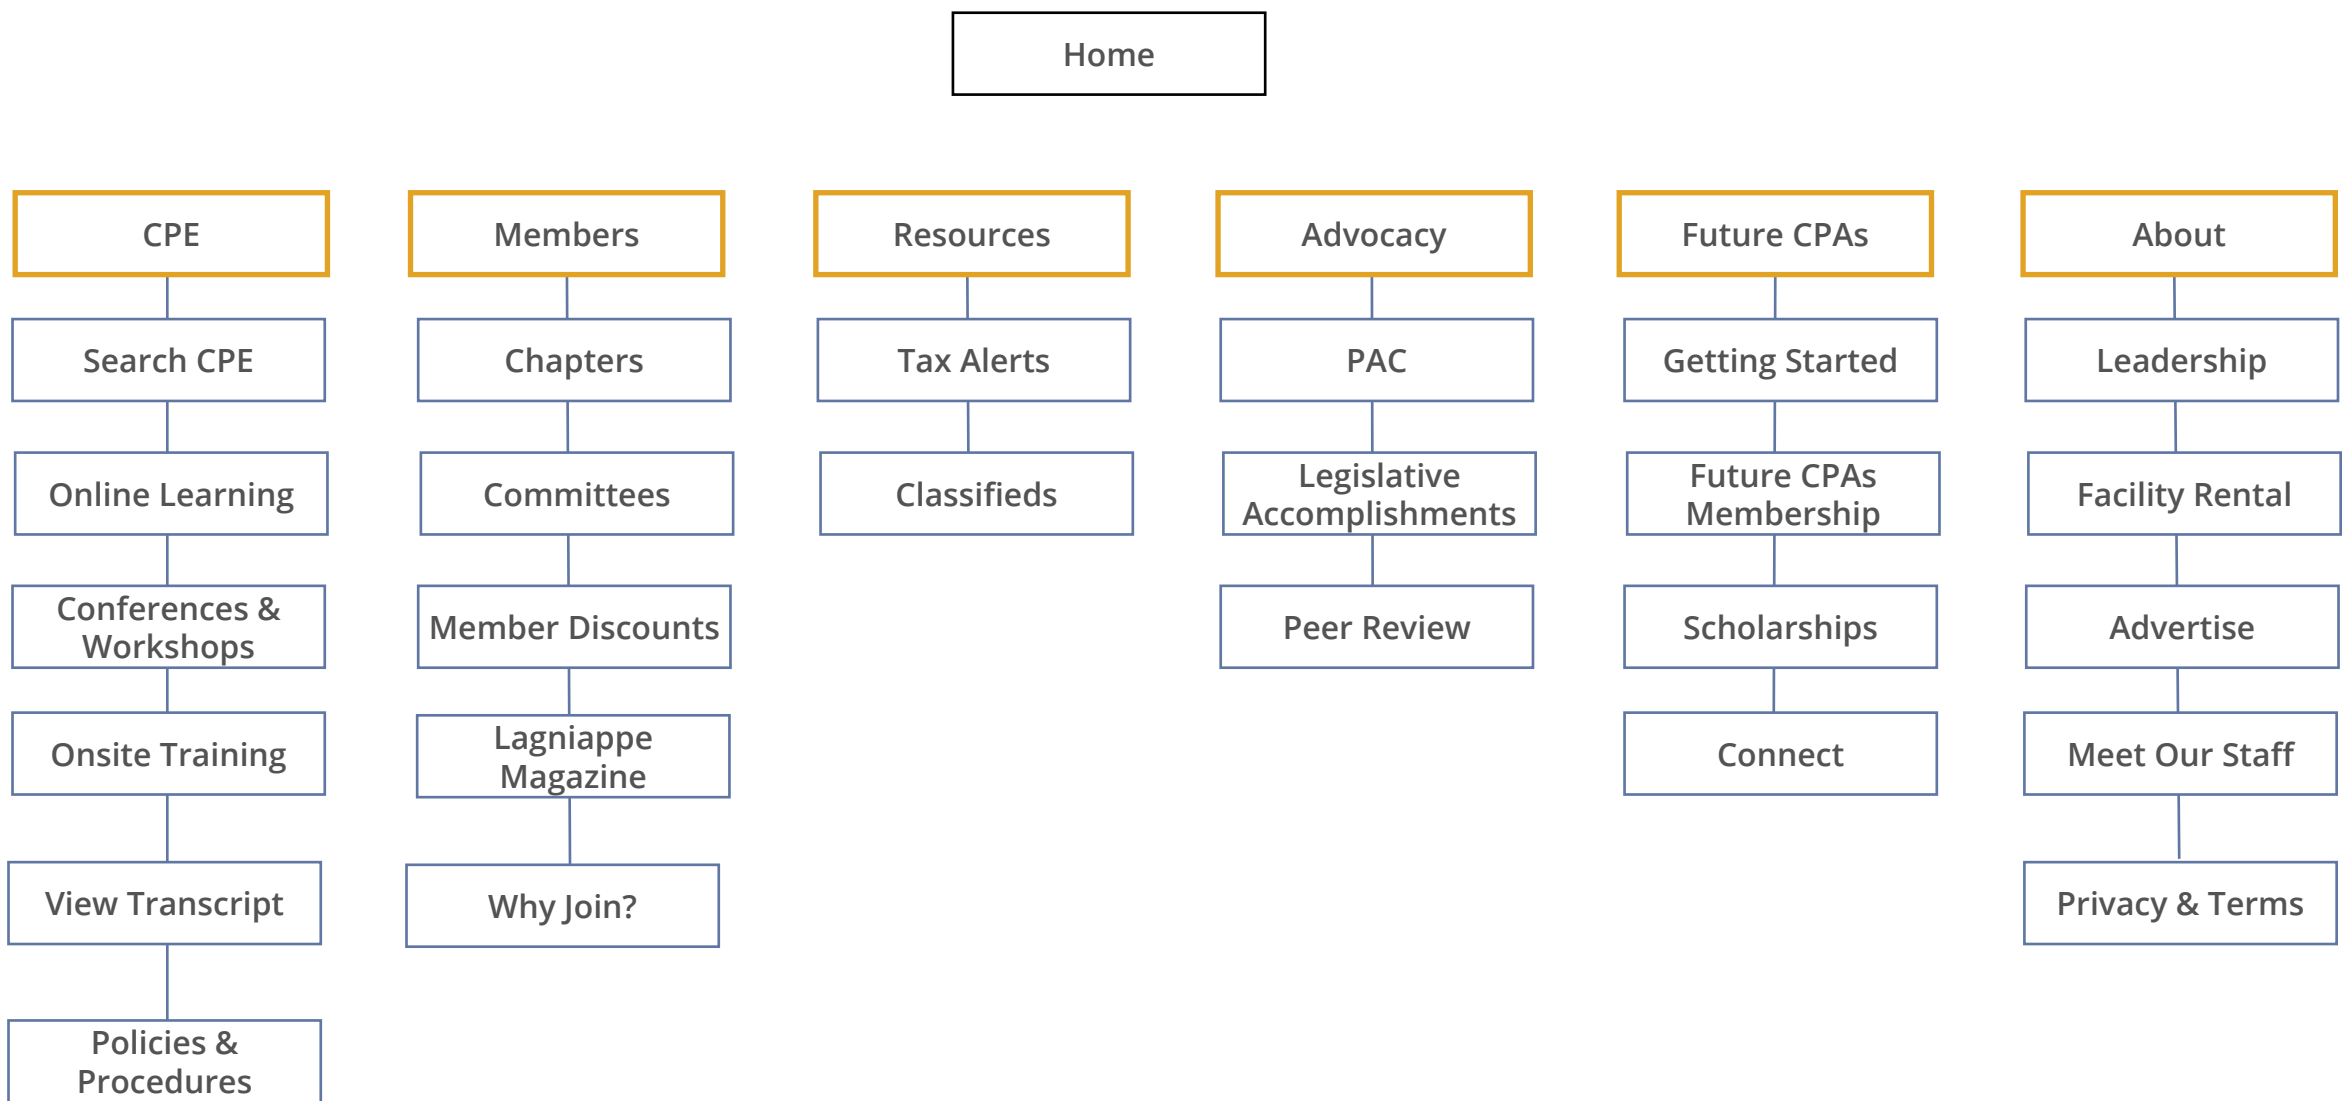 Home
CPE
Members
Resources
Advocacy
Future CPAs
About
Search CPE
Chapters
Tax Alerts
PAC
Getting Started
Leadership
Online Learning
Committees
Classifieds
Legislative
Accomplishments
Future CPAs
Membership
Facility Rental
Conferences &
Workshops
Member Discounts
Peer Review
Scholarships
Advertise
Onsite Training
Lagniappe
Magazine
Connect
Meet Our Staff
View Transcript
Why Join?
Privacy & Terms
Policies &
Procedures